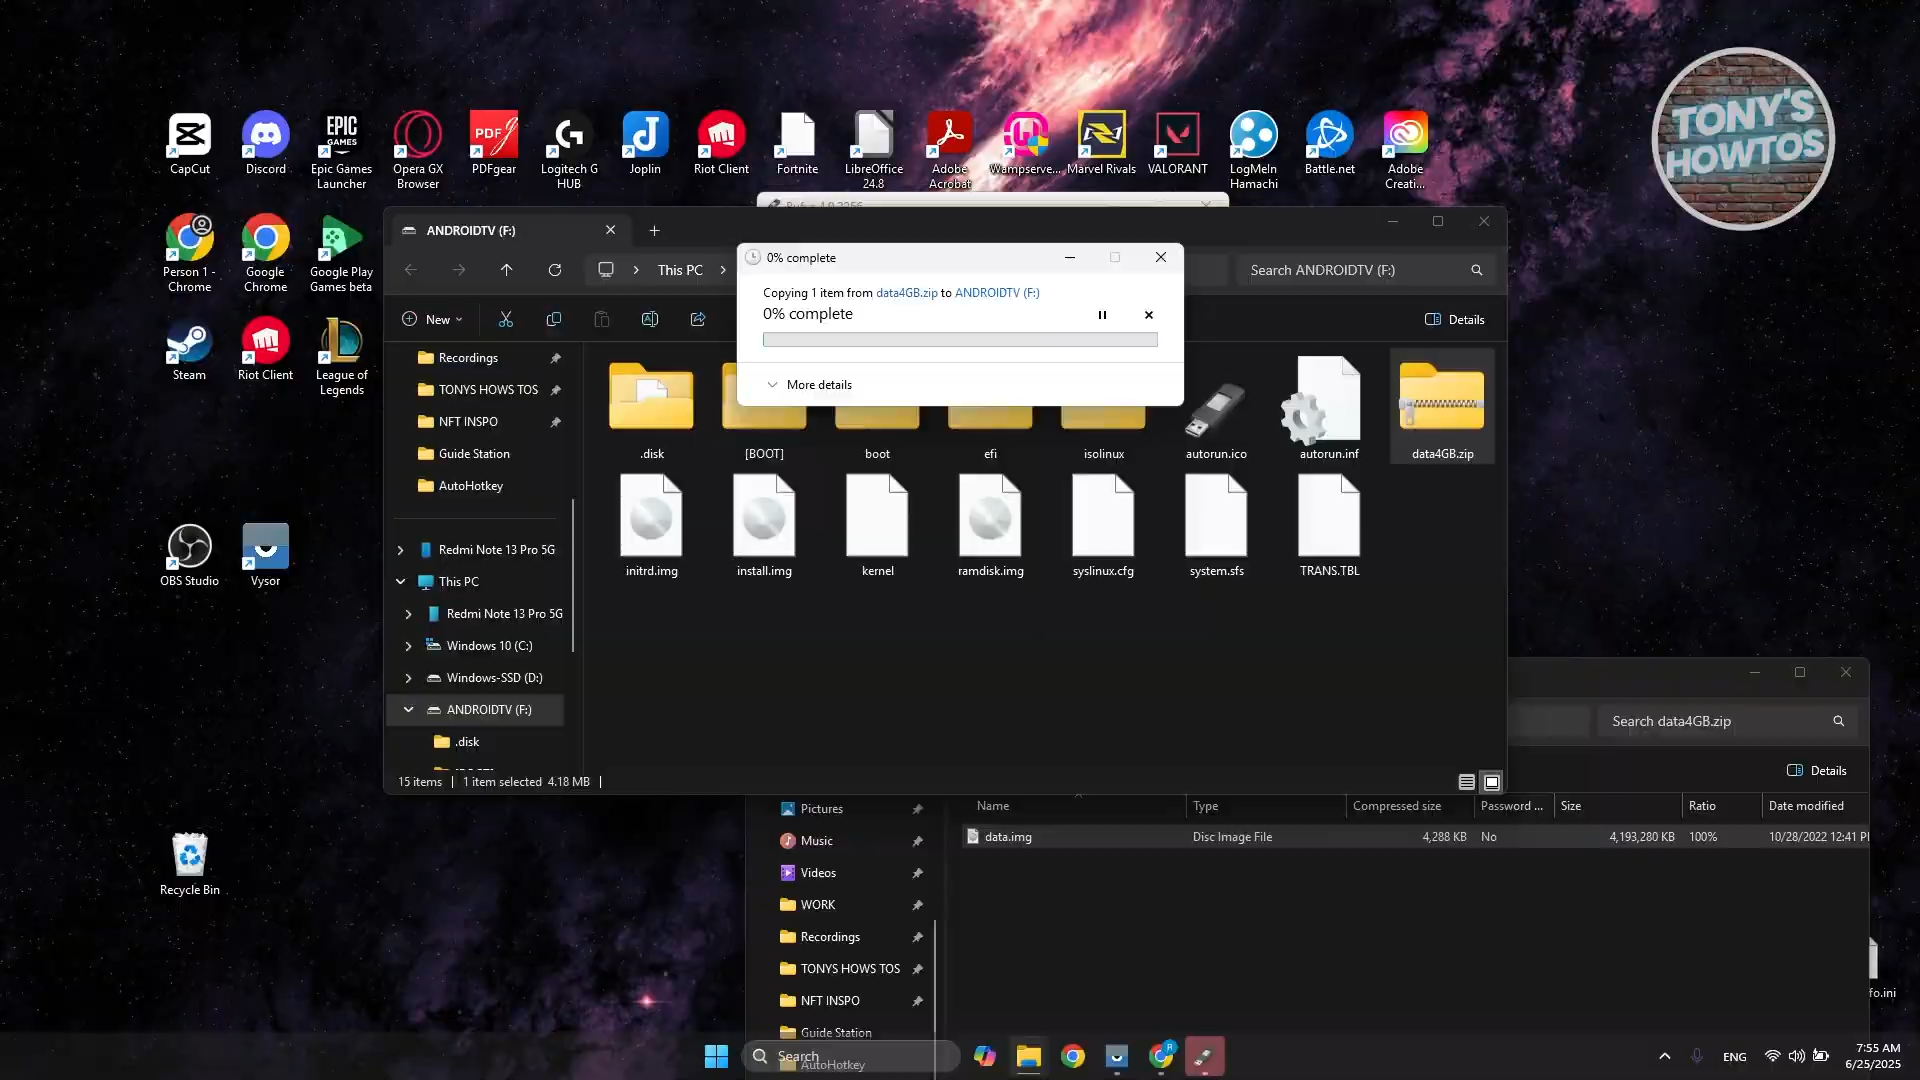 TONY'S
HOWTOS
CapCut
Discord
Epic Games
Launcher
Opera GX
Browser
PDFgear
Logitech G
HUB
Joplin
Riot Client
Fortnite
LibreOffice
24.8
Adobe
Acrobat
Wampserve...
Marvel Rivals
VALORANT
LogMeIn
Hamachi
Battle.net
Adobe
Creati...
Person 1 -
Chrome
Google
Chrome
Google Play
Games beta
Steam
Riot Client
League of
Legends
OBS Studio
Vysor
Recycle Bin
ANDROIDTV (F:)
This PC
Search ANDROIDTV (F:)
New
Details
0% complete
Copying 1 item from data4GB.zip to ANDROIDTV (F:)
0% complete
More details
Recordings
TONYS HOWS TOS
NFT INSPO
Guide Station
AutoHotkey
Redmi Note 13 Pro 5G
This PC
Redmi Note 13 Pro 5G
Windows 10 (C:)
Windows-SSD (D:)
ANDROIDTV (F:)
.disk
.disk
[BOOT]
boot
efi
isolinux
autorun.ico
autorun.inf
data4GB.zip
initrd.img
install.img
kernel
ramdisk.img
syslinux.cfg
system.sfs
TRANS.TBL
15 items
1 item selected 4.18 MB
Search data4GB.zip
Details
Name
Type
Compressed size
Password ...
Size
Ratio
Date modified
data.img
Disc Image File
4,288 KB
No
4,193,280 KB
100%
10/28/2022 12:41 P
Pictures
Music
Videos
WORK
Recordings
TONYS HOWS TOS
NFT INSPO
Guide Station
AutoHotkey
fo.ini
Search
ENG
7:55 AM
6/25/2025